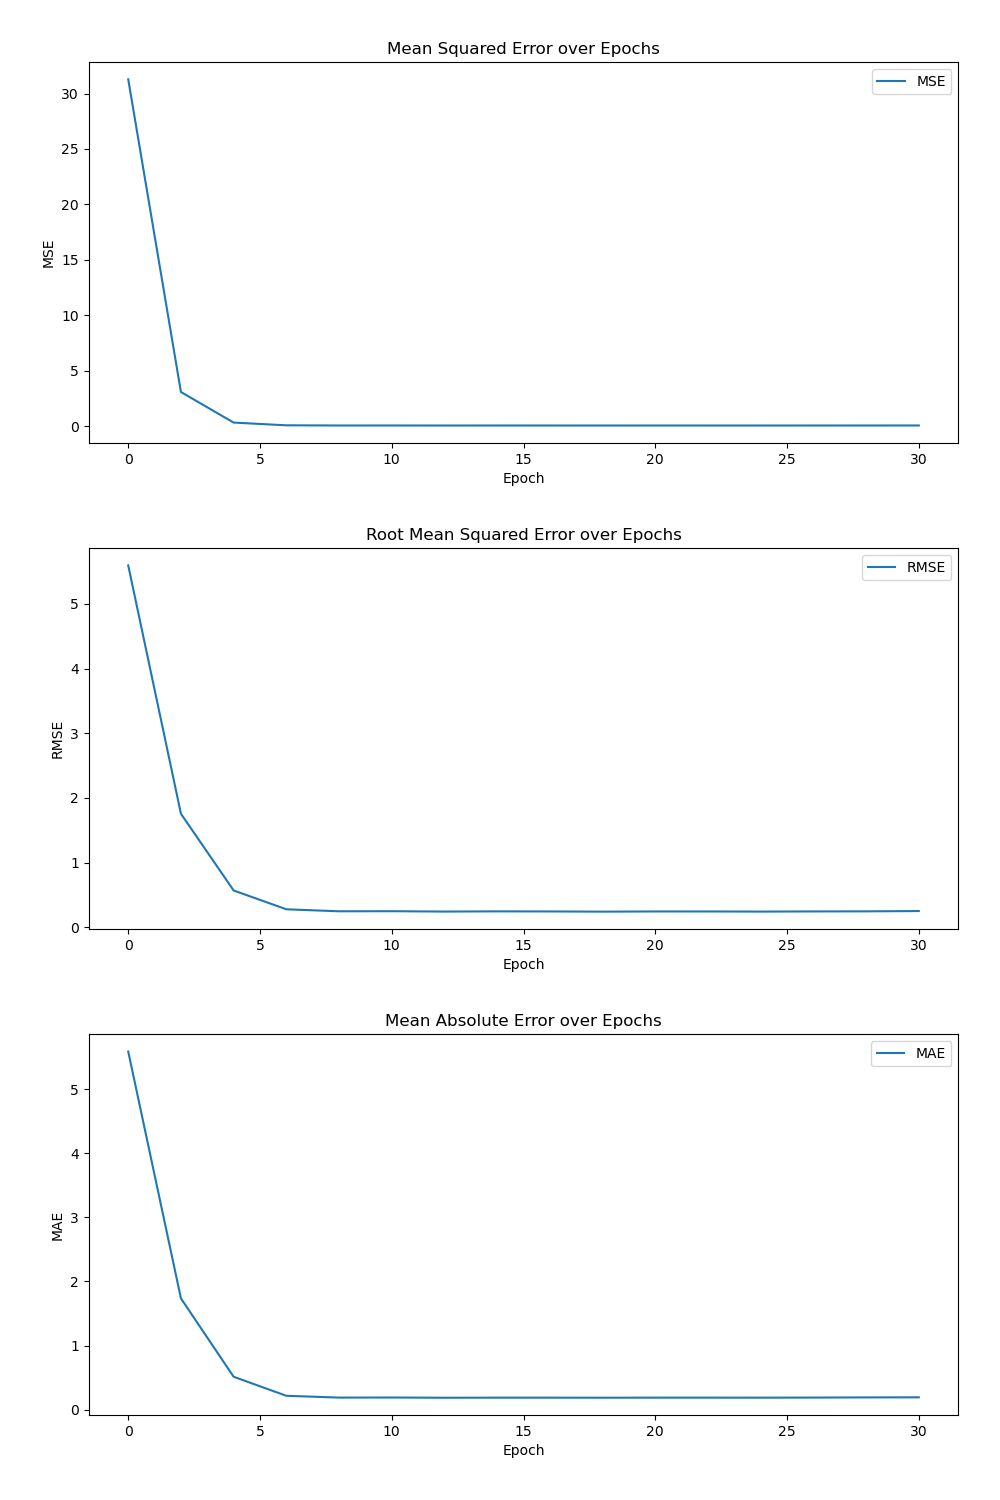 Mean Squared Error over Epochs
MSE
30
25
20
15
10
5
0
MSE
0 5 10 15 20 25 30
Epoch
Root Mean Squared Error over Epochs
RMSE
5
4
3
2
1
0
RMSE
0 5 10 15 20 25 30
Epoch
Mean Absolute Error over Epochs
MAE
5
4
3
2
1
0
MAE
0 5 10 15 20 25 30
Epoch